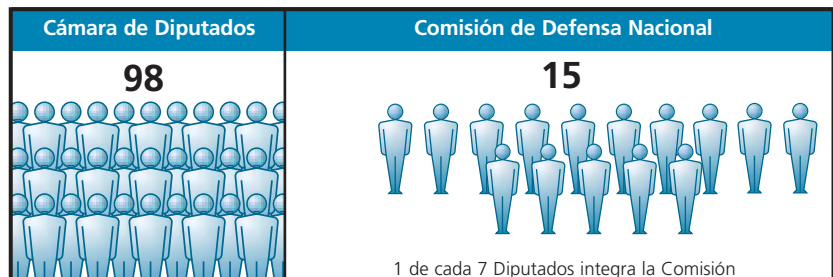 Cámara de Diputados
Comisión de Defensa Nacional
98
15
1 de cada 7 Diputados integra la Comisión